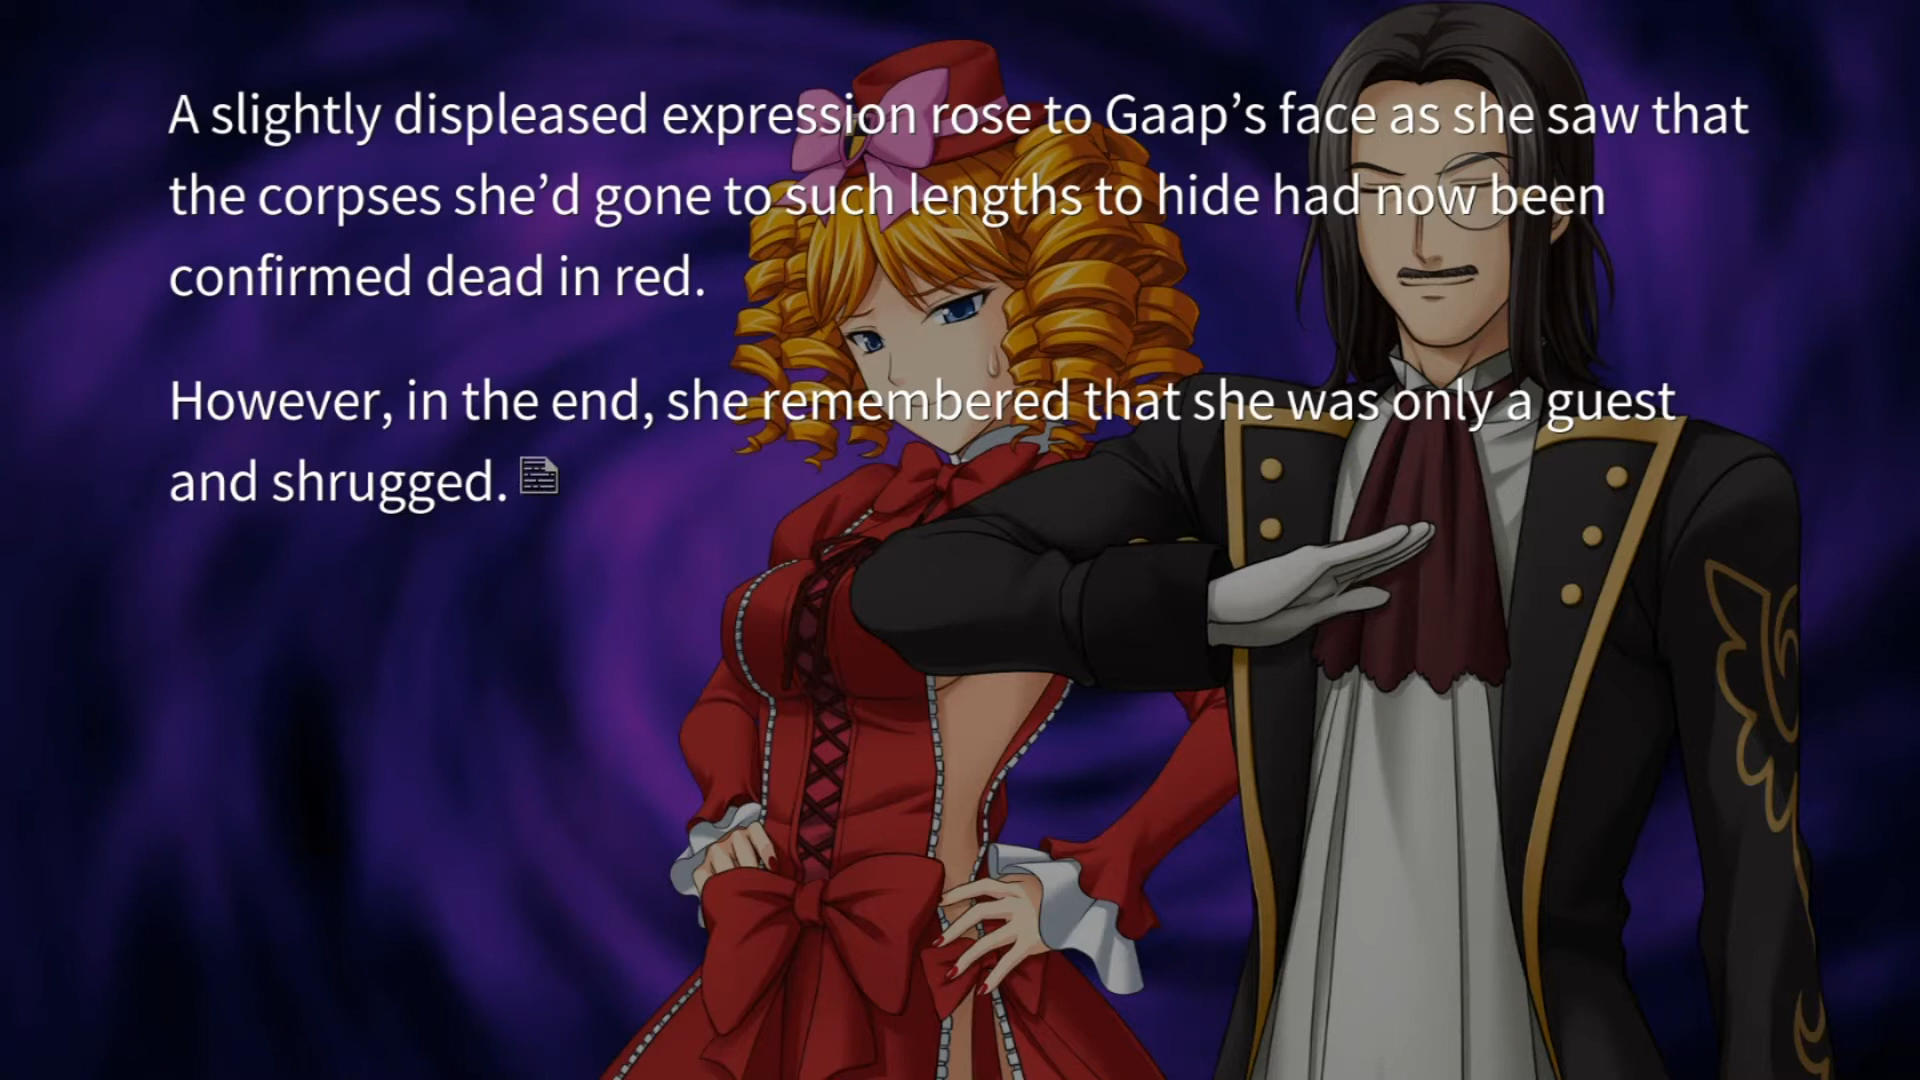 A slightly displeased expression rose to Gaap’s face as she saw that
the corpses she’d gone to such lengths to hide had now been
confirmed dead in red.
However, in the end, she remembered that she was only a guest
and shrugged.